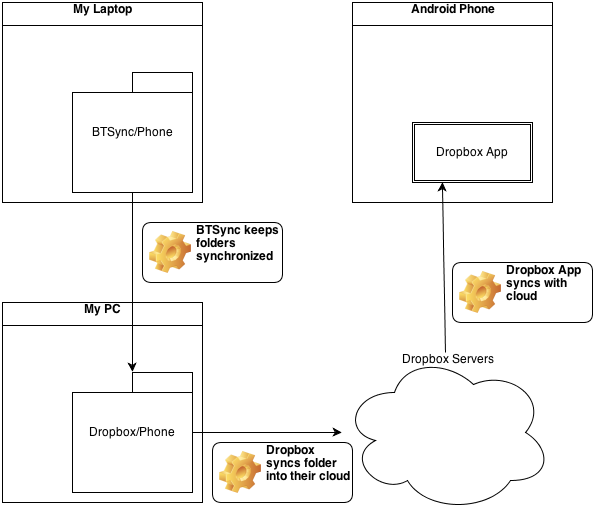 My Laptop
Android Phone
BTSync/Phone
Dropbox App
BTSync keeps
folders
synchronized
Dropbox App
syncs with
cloud
My PC
Dropbox Servers
Dropbox/Phone
Dropbox
syncs folder
into their cloud